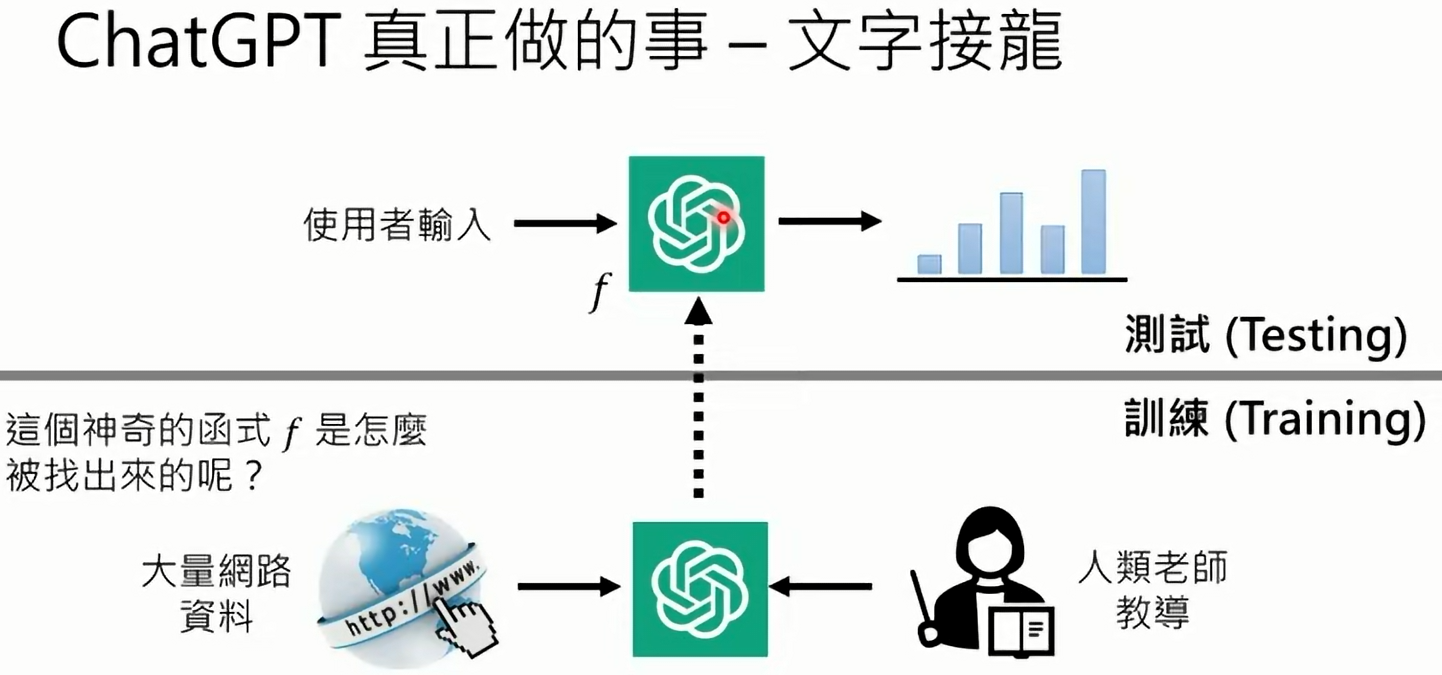 ChatGPT 真正做的事 – 文字接龍
使用者輸入
f
測試 (Testing)
訓練 (Training)
這個神奇的函式 f 是怎麼
被找出來的呢？
大量網路
資料
http://www.
人類老師
教導